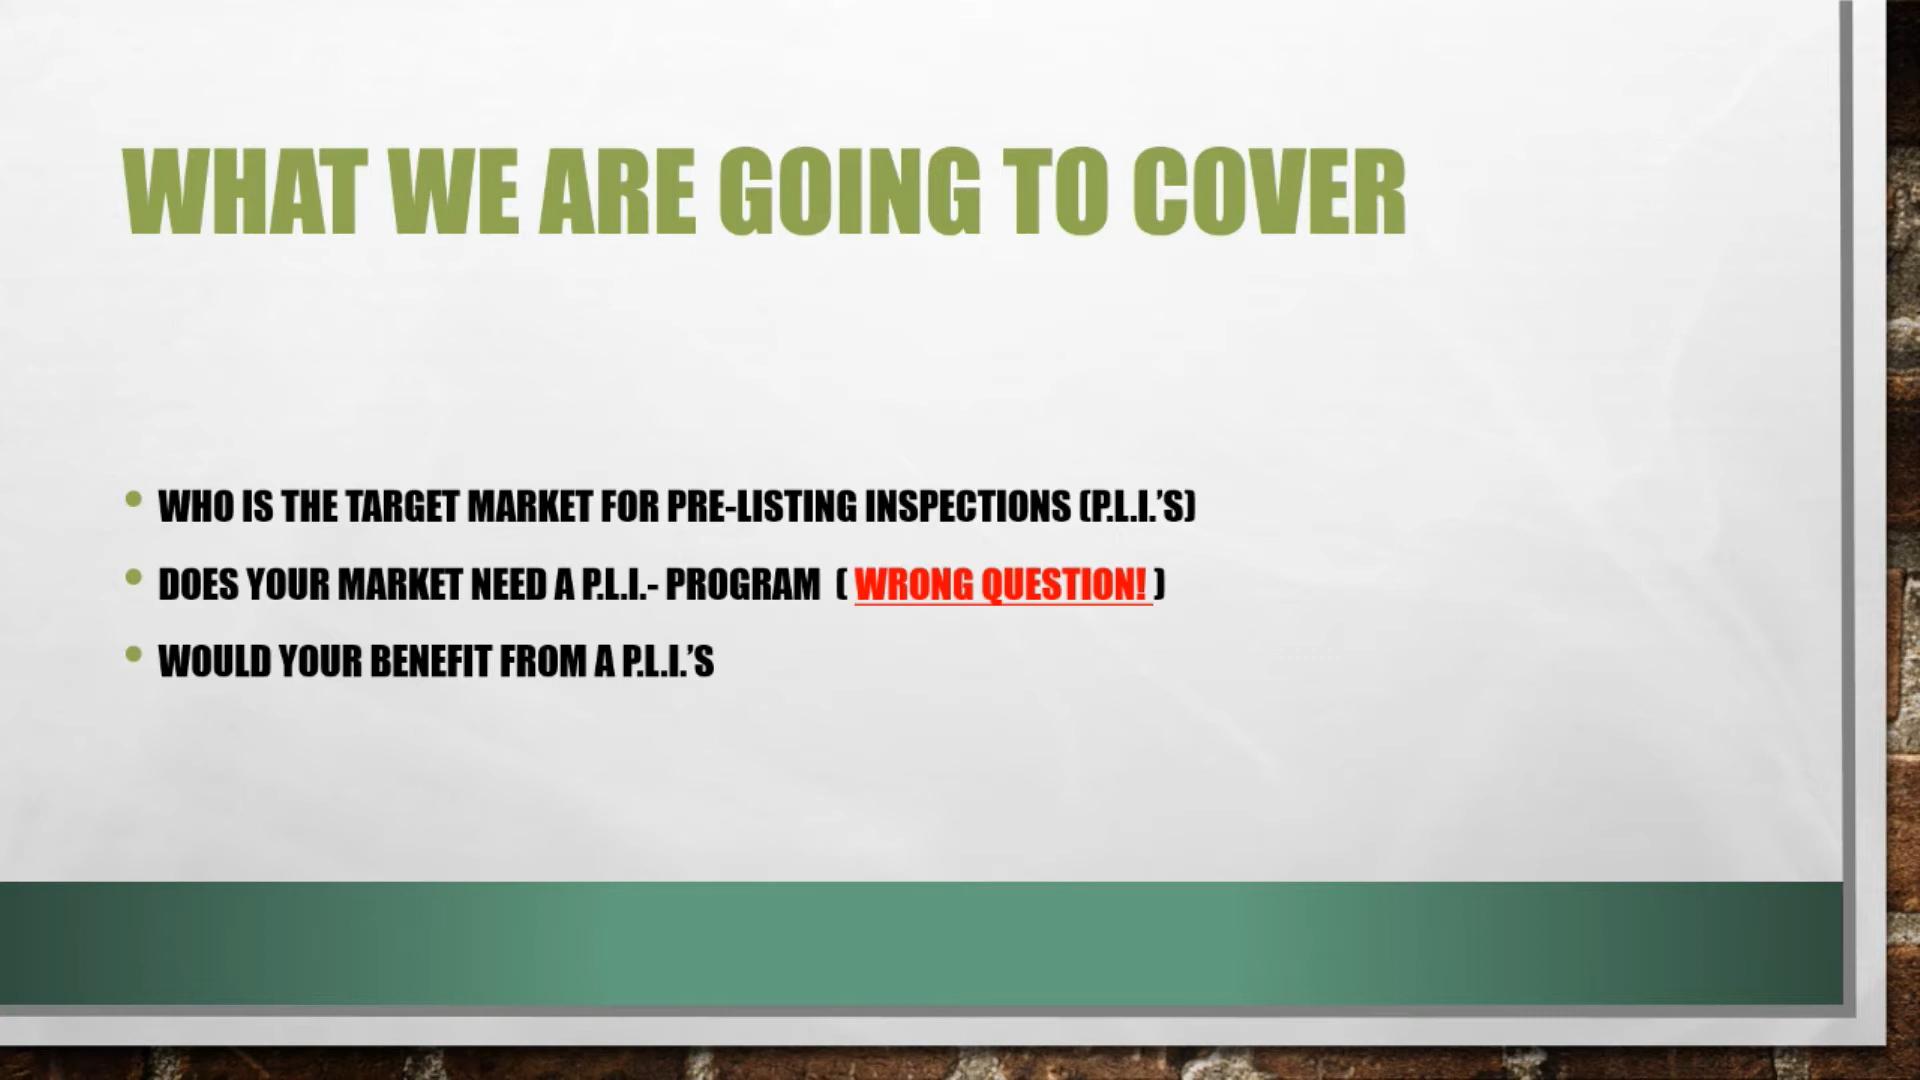 WHAT WE ARE GOING TO COVER
• WHO IS THE TARGET MARKET FOR PRE-LISTING INSPECTIONS (P.L.I.'S)
• DOES YOUR MARKET NEED A P.L.I.- PROGRAM ( WRONG QUESTION! )
• WOULD YOUR BENEFIT FROM A P.L.I.'S